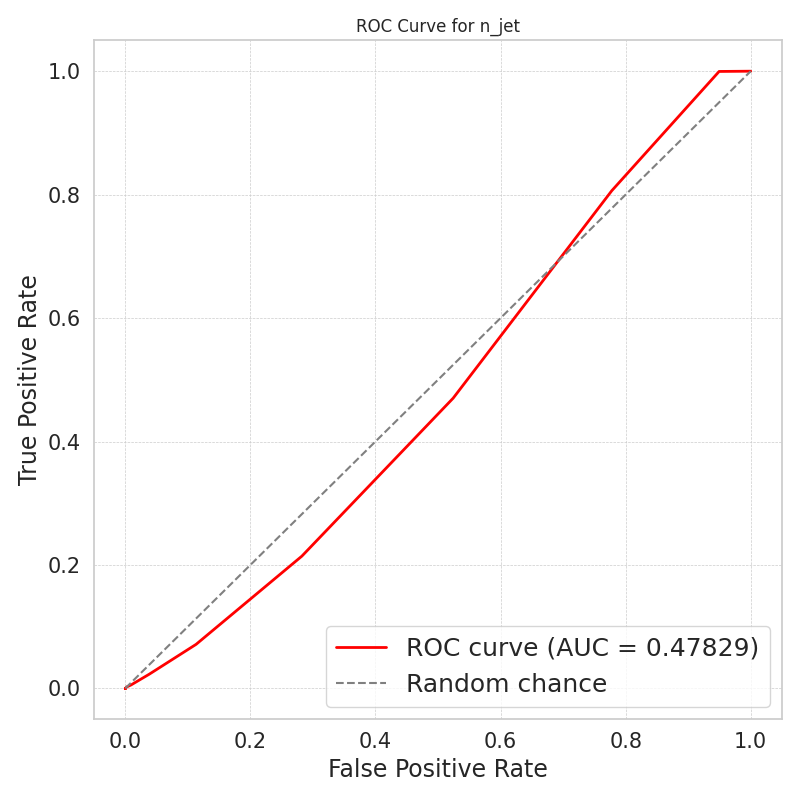 ROC Curve for n_jet
1.0
0.8
0.6
0.4
0.2
0.0
True Positive Rate
ROC curve (AUC = 0.47829)
Random chance
0.0 0.2 0.4 0.6 0.8 1.0
False Positive Rate